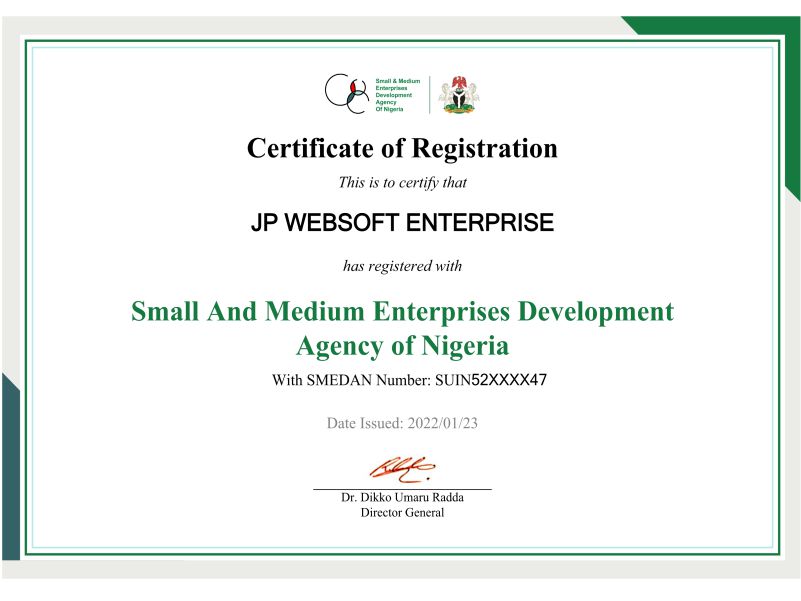 Small & Medium
Enterprises
Development
Agency
Of Nigeria
Certificate of Registration
This is to certify that
JP WEBSOFT ENTERPRISE
has registered with
Small And Medium Enterprises Development
Agency of Nigeria
With SMEDAN Number: SUIN52XXXX47
Date Issued: 2022/01/23
Dr. Dikko Umaru Radda
Director General